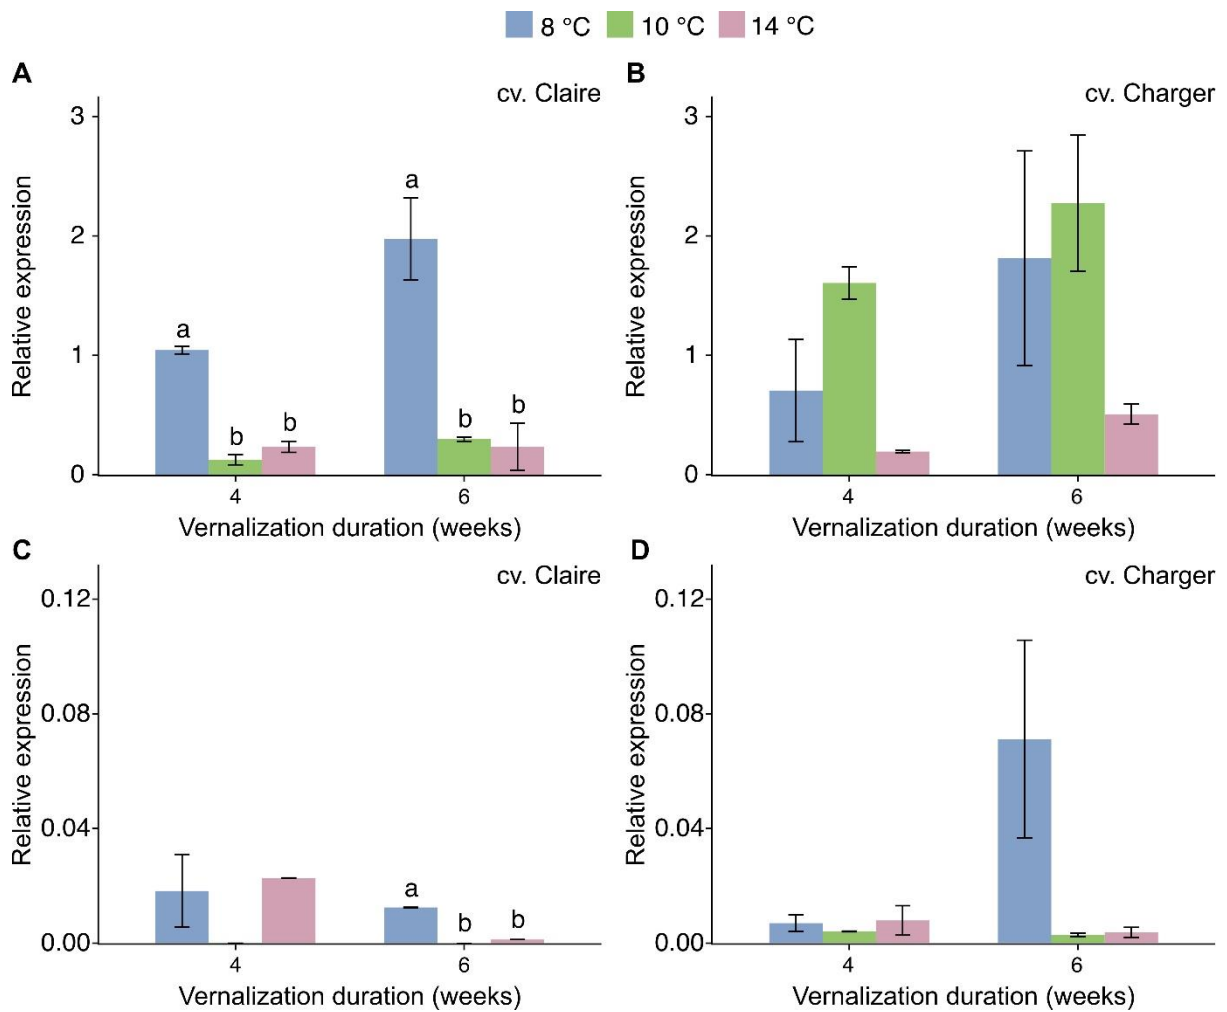 8 °C 10 °C 14 °C
A
cv. Claire
3
2
1
0
Relative expression
a
b
b
a
b
b
4
6
Vernalization duration (weeks)
B
cv. Charger
3
2
1
0
Relative expression
4
6
Vernalization duration (weeks)
C
cv. Claire
0.12
0.08
0.04
0.00
Relative expression
a
b
b
4
6
Vernalization duration (weeks)
D
cv. Charger
0.12
0.08
0.04
0.00
Relative expression
4
6
Vernalization duration (weeks)